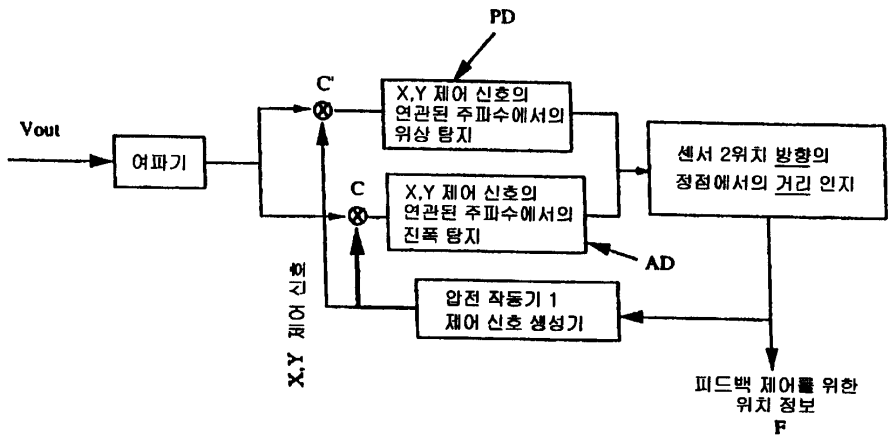 PD
C'
X,Y 제어 신호의
연관된 주파수에서의
위상 탐지
Vout
여파기
센서 2위치 방향의
정점에서의 거리 인지
C
X,Y 제어 신호의
연관된 주파수에서의
진폭 탐지
AD
X,Y 제어 신호
압전 작동기 1
제어 신호 생성기
피드백 제어를 위한
위치 정보
F